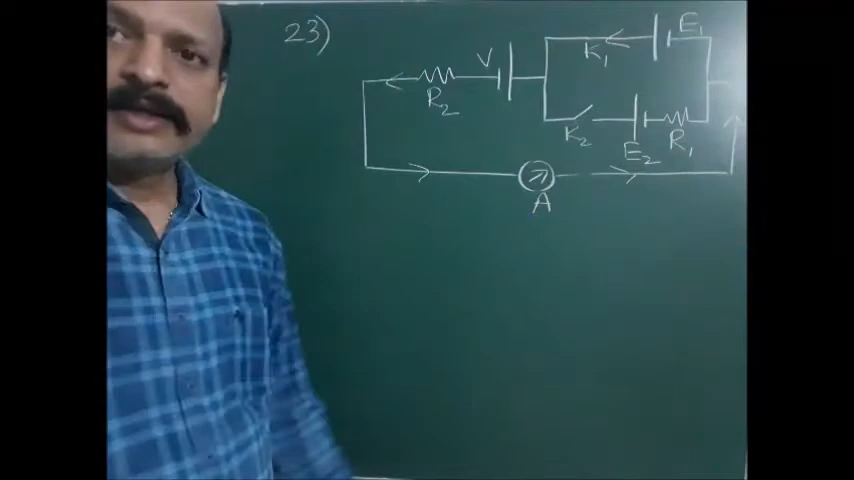 23)
E₁
K₁
V
R₂
K₂
E₂
R₁
A